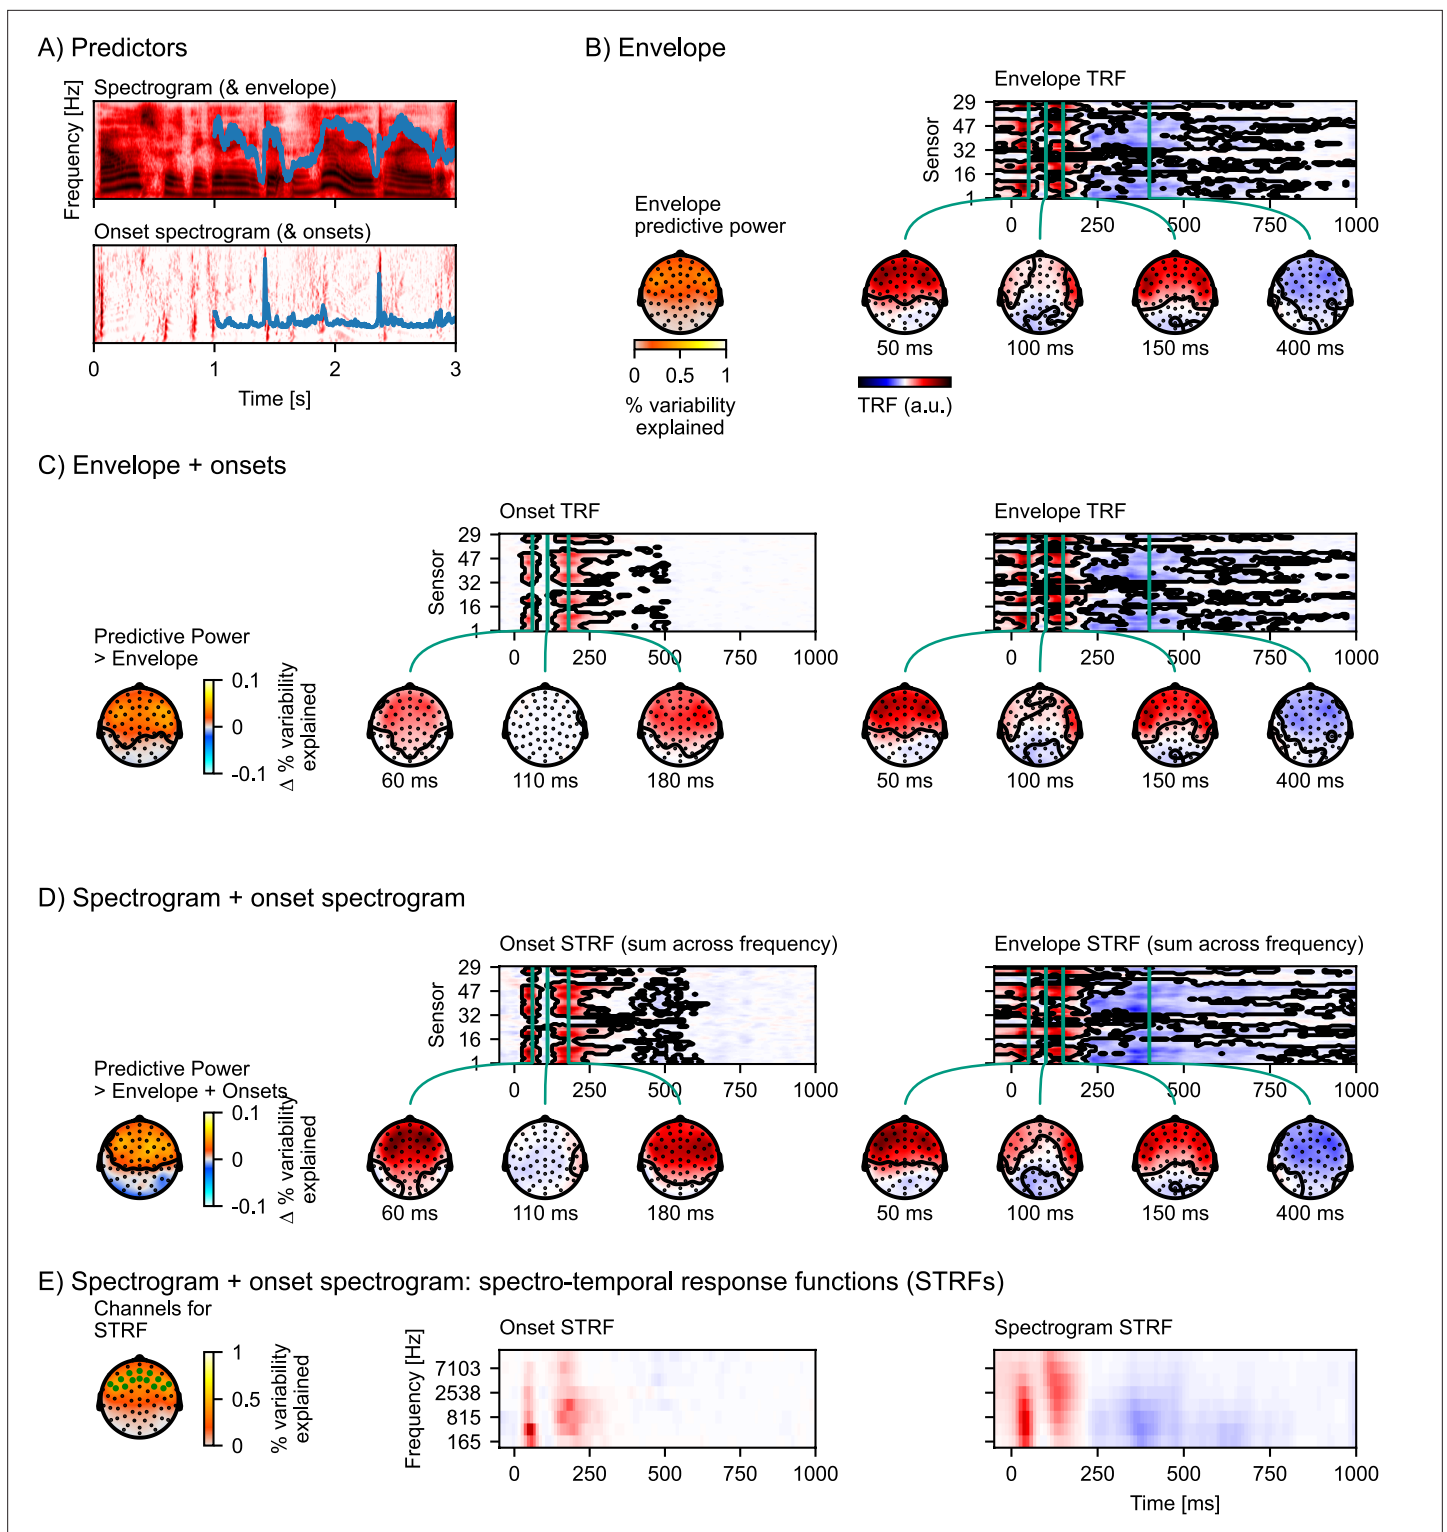 A) Predictors
Spectrogram (& envelope)
Frequency [Hz]
Onset spectrogram (& onsets)
0 1 2 3
Time [s]
B) Envelope
Envelope TRF
Sensor
29
47
32
16
1
0 250 500 750 1000
Envelope
predictive power
0 0.5 1
% variability
explained
50 ms 100 ms 150 ms 400 ms
TRF (a.u.)
C) Envelope + onsets
Onset TRF
Sensor
29
47
32
16
1
0 250 500 750 1000
Envelope TRF
0 250 500 750 1000
Predictive Power
> Envelope
0.1
0
-0.1
Δ % variability
explained
60 ms 110 ms 180 ms
50 ms 100 ms 150 ms 400 ms
D) Spectrogram + onset spectrogram
Onset STRF (sum across frequency)
Sensor
29
47
32
16
1
0 250 500 750 1000
Envelope STRF (sum across frequency)
0 250 500 750 1000
Predictive Power
> Envelope + Onsets
0.1
0
-0.1
Δ % variability
explained
60 ms 110 ms 180 ms
50 ms 100 ms 150 ms 400 ms
E) Spectrogram + onset spectrogram: spectro-temporal response functions (STRFs)
Channels for
STRF
1
0.5
0
% variability
explained
Onset STRF
Frequency [Hz]
7103
2538
815
165
0 250 500 750 1000
Spectrogram STRF
0 250 500 750 1000
Time [ms]